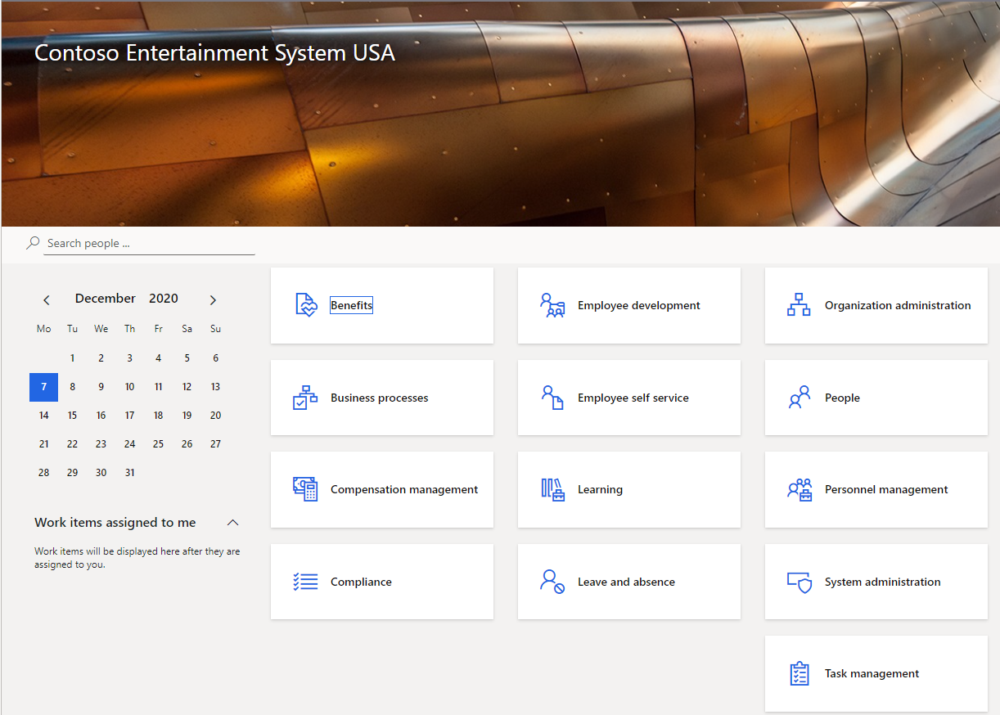 Contoso Entertainment System USA
Search people ...
December 2020
Mo Tu We Th Fr Sa Su
1 2 3 4 5 6
7 8 9 10 11 12 13
14 15 16 17 18 19 20
21 22 23 24 25 26 27
28 29 30 31
Work items assigned to me
Work items will be displayed here after they are
assigned to you.
Benefits
Employee development
Organization administration
Business processes
Employee self service
People
Compensation management
Learning
Personnel management
Compliance
Leave and absence
System administration
Task management